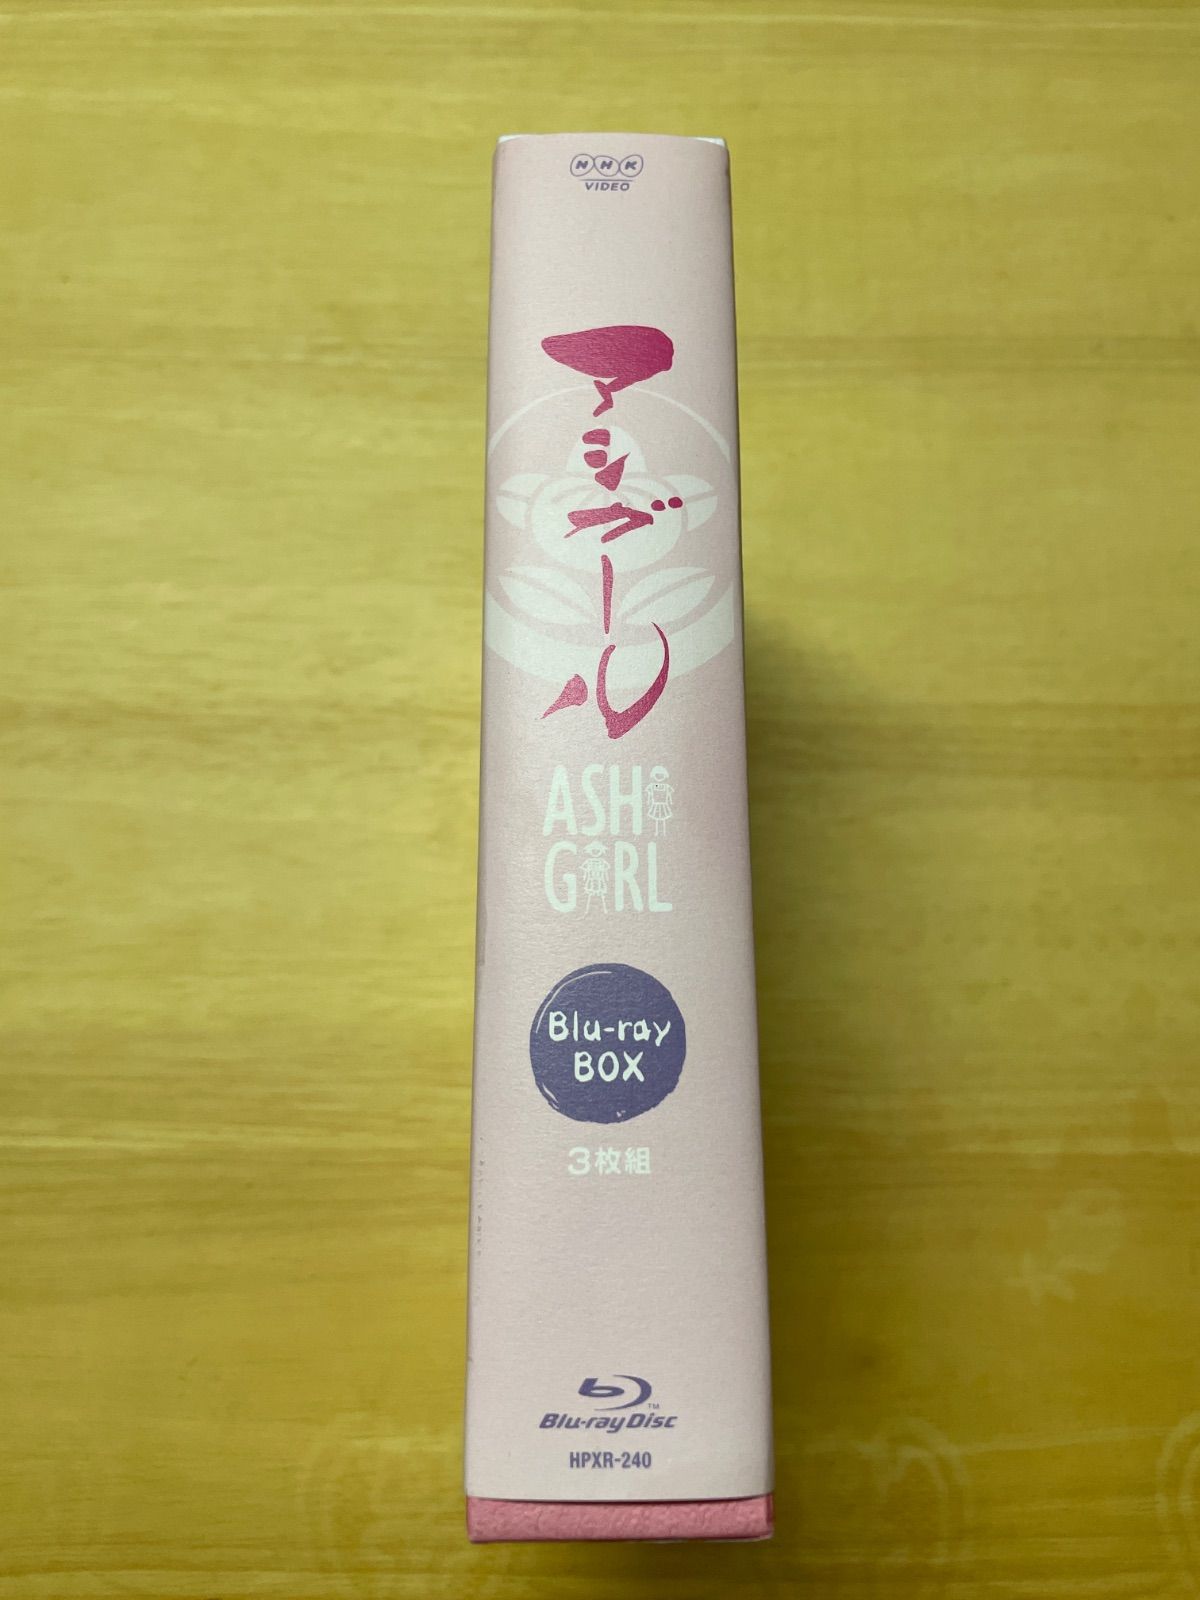 NHK
VIDEO
アシガール
ASHI
GIRL
Blu-ray
BOX
3枚組
Blu-ray Disc
TM
HPXR-240